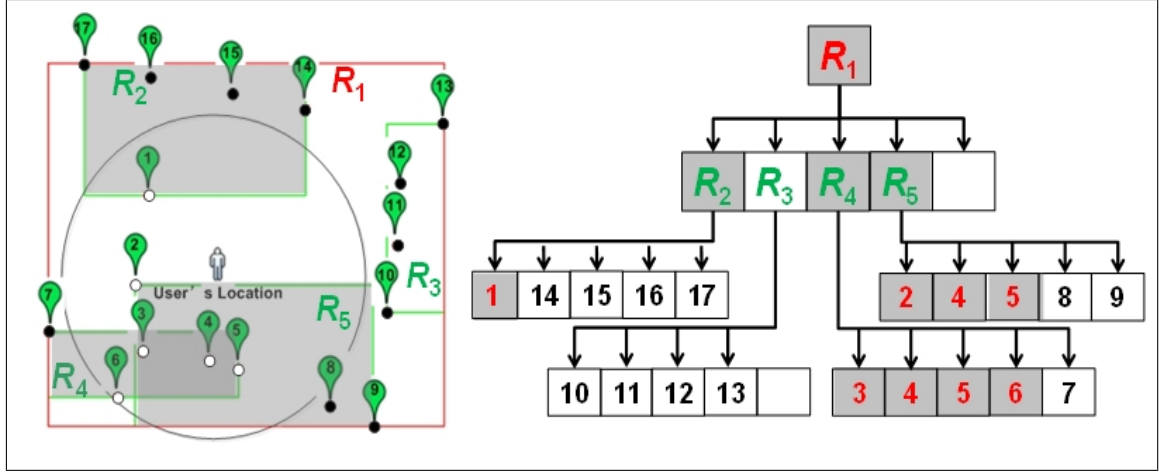 17
16
15
14
R2
R1
13
1
12
11
2
10
R3
User's Location
7
3
4
5
R5
6
R4
8
9
R1
R2 R3 R4 R5
1 14 15 16 17
2 4 5 8 9
10 11 12 13
3 4 5 6 7